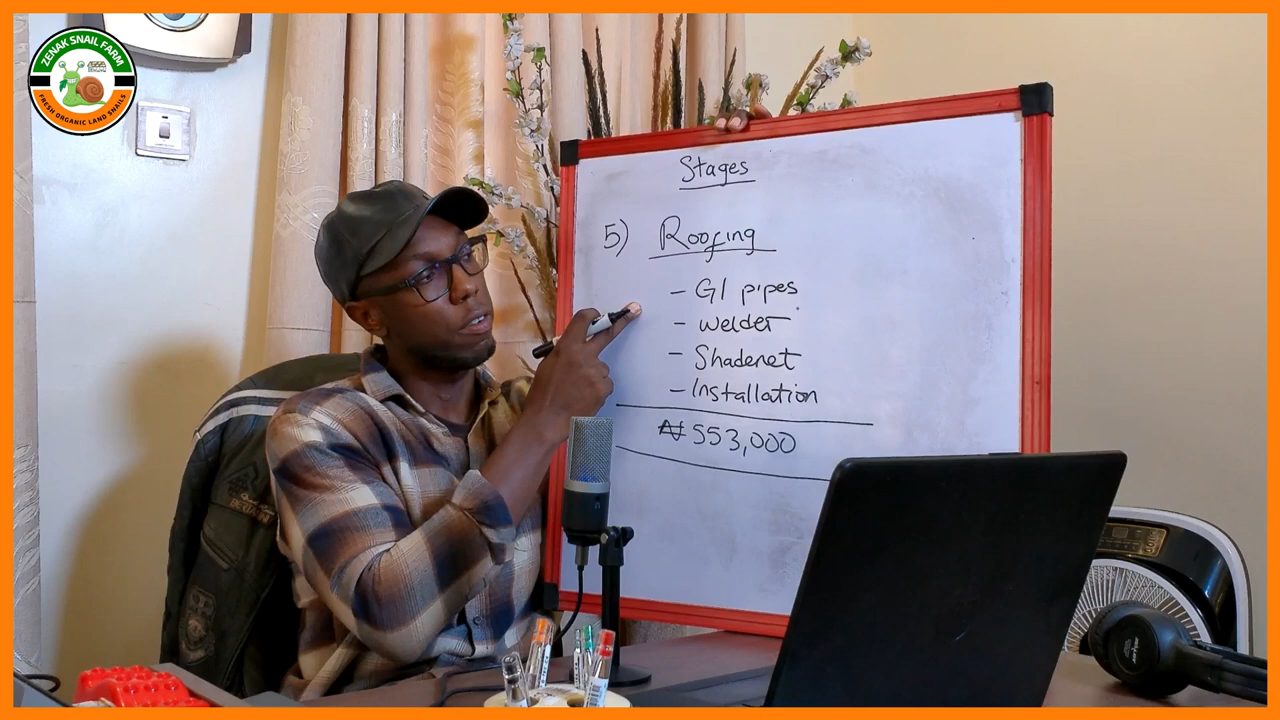 ZENAK SNAIL FARM
FRESH ORGANIC LAND SNAILS
Stages
5) Roofing
- GI pipes
- Welder
- Shadenet
- Installation
₦ 553,000